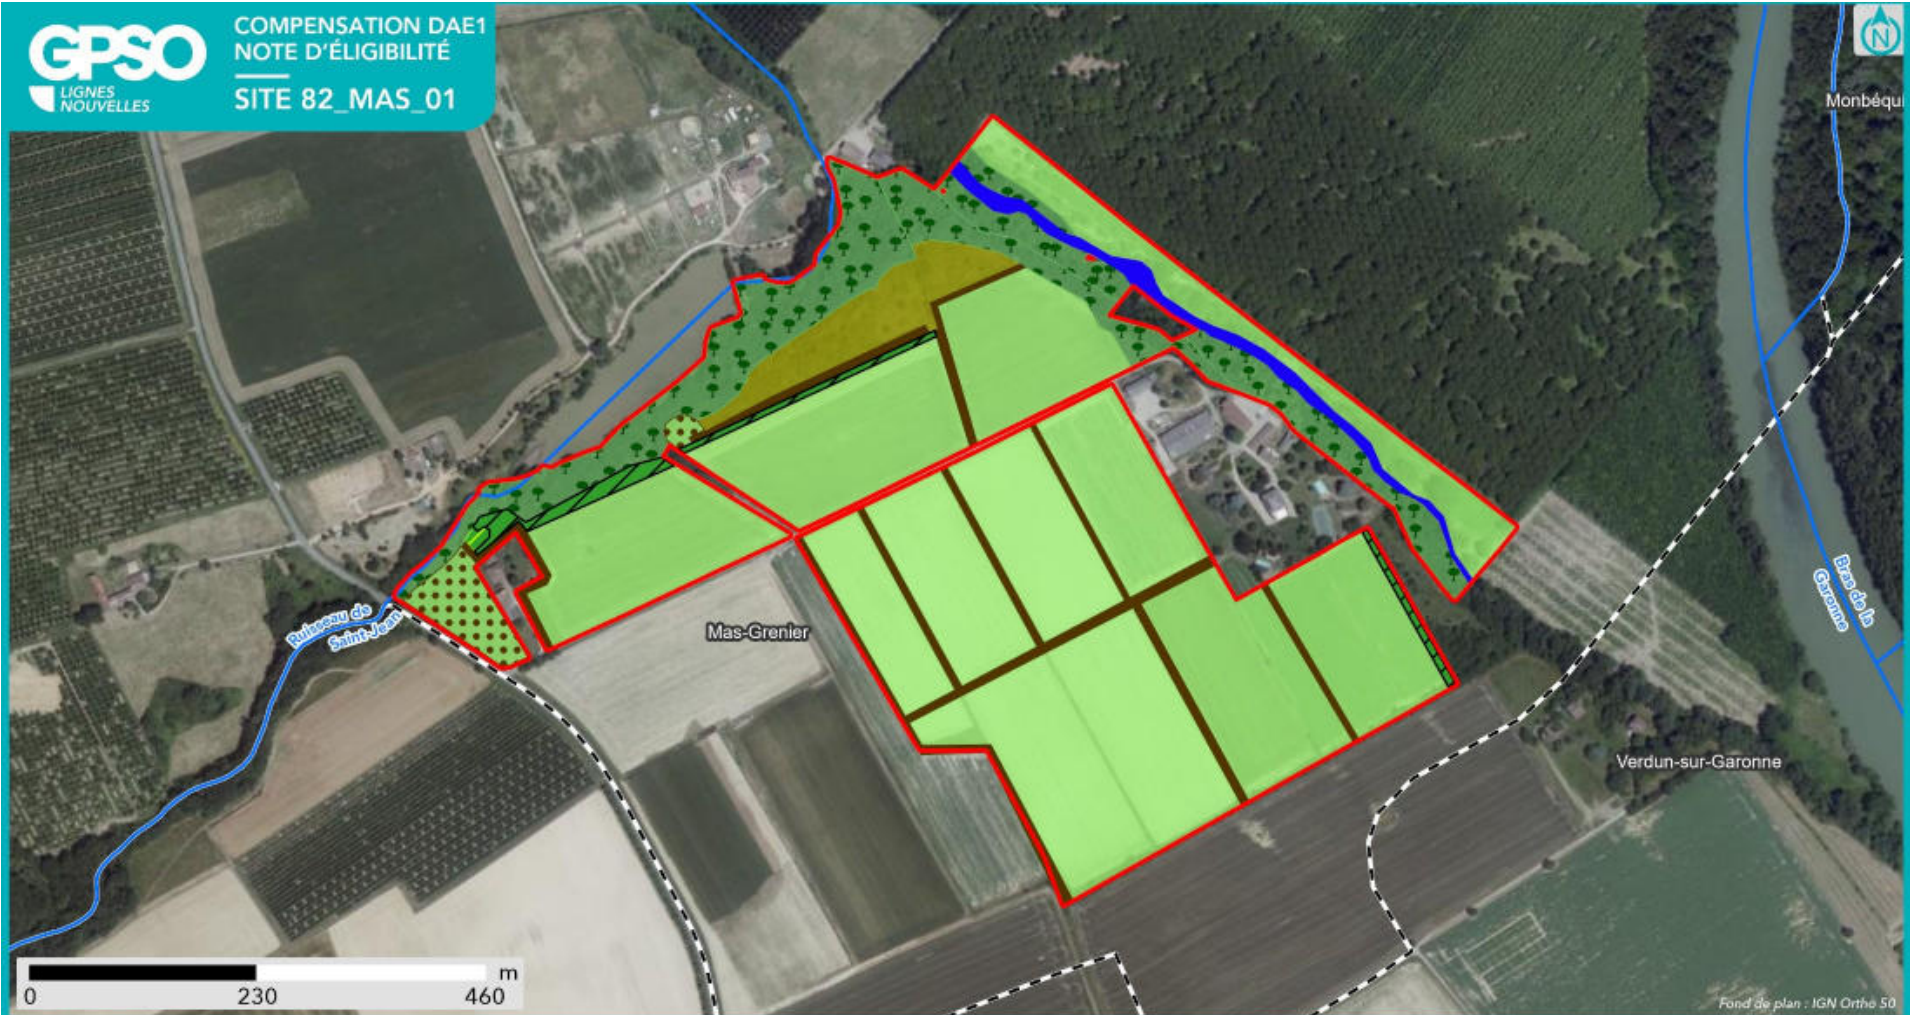 GPSO
LIGNES
NOUVELLES
COMPENSATION DAE1
NOTE D'ÉLIGIBILITÉ
SITE 82_MAS_01
N
Monbéqui
Ruisseau de
Saint-Jean
Mas-Grenier
Bras de la
Garonne
Verdun-sur-Garonne
m
0 230 460
Fond de plan : IGN Ortho 50